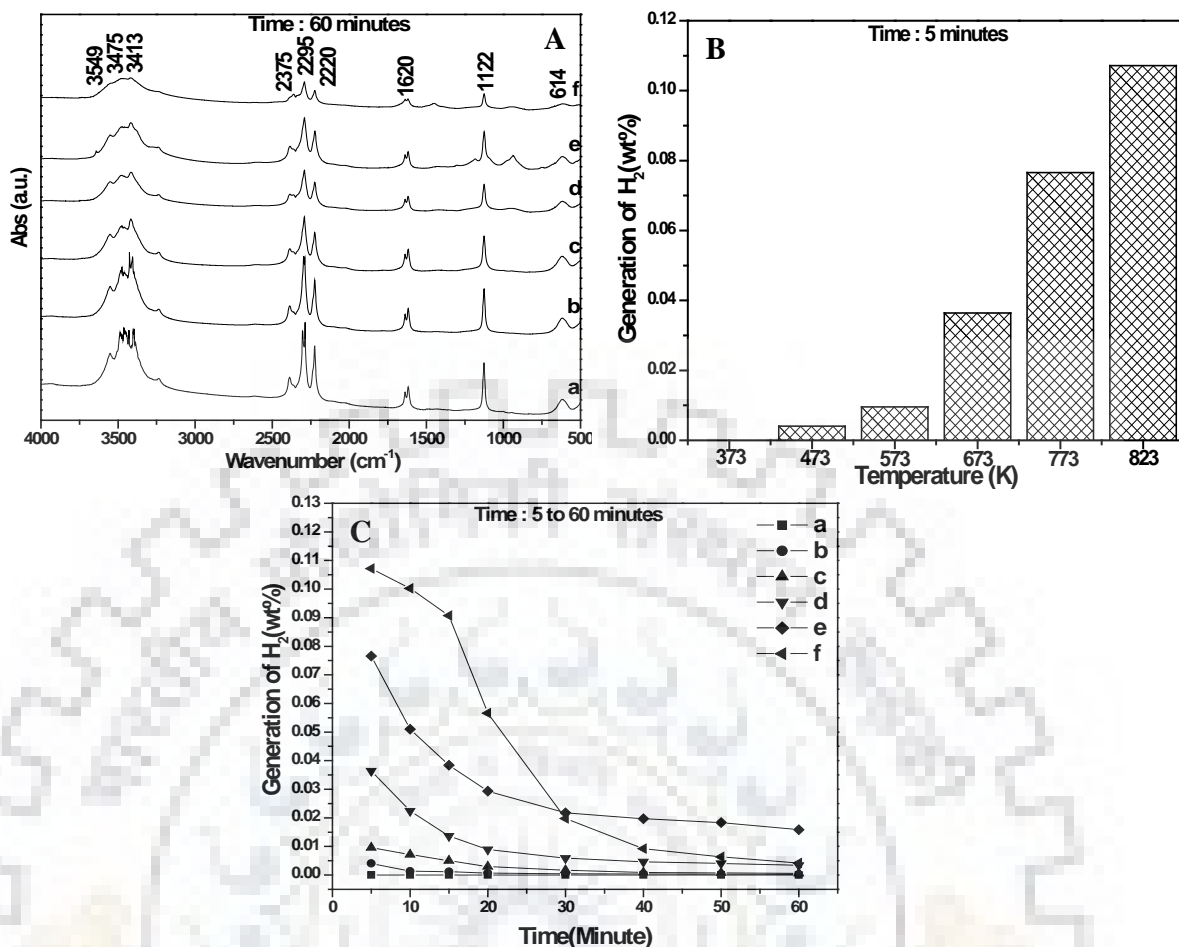 Time : 60 minutes
A
3549 3475 3413 2375 2295 2220 1620 1122 614
f
e
d
c
b
a
Abs (a.u.)
4000 3500 3000 2500 2000 1500 1000 500
Wavenumber (cm-1)
Time : 5 minutes
B
Generation of H2(wt%)
0.12
0.10
0.08
0.06
0.04
0.02
0.00
373 473 573 673 773 823
Temperature (K)
Time : 5 to 60 minutes
C
Generation of H2(wt%)
0.13
0.12
0.11
0.10
0.09
0.08
0.07
0.06
0.05
0.04
0.03
0.02
0.01
0.00
a
b
c
d
e
f
0 10 20 30 40 50 60
Time(Minute)